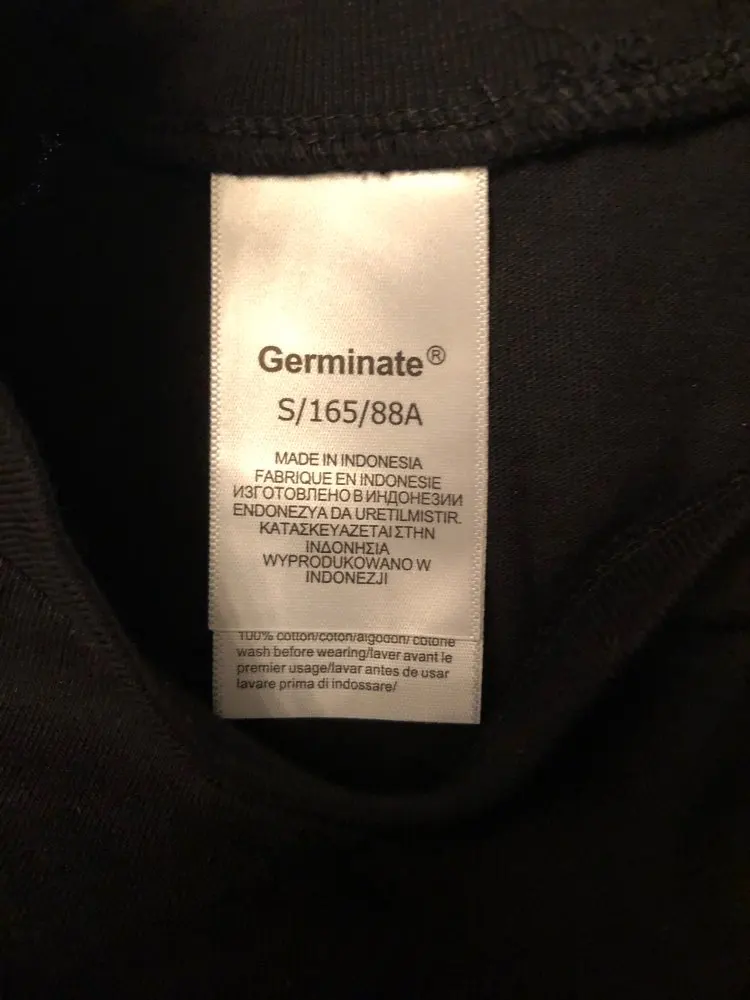 Germinate®
S/165/88A
MADE IN INDONESIA
FABRIQUE EN INDONESIE
ИЗГОТОВЛЕНО В ИНДОНЕЗИИ
ENDONEZYA DA URETILMISTIR.
ΚΑΤΑΣΚΕΥΑΖΕΤΑΙ ΣΤΗΝ
ΙΝΔΟΝΗΣΙΑ
WYPRODUKOWANO W
INDONEZJI
100% cotton/coton/algodon/ cotone
wash before wearing/laver avant le
premier usage/lavar antes de usar
lavare prima di indossare/